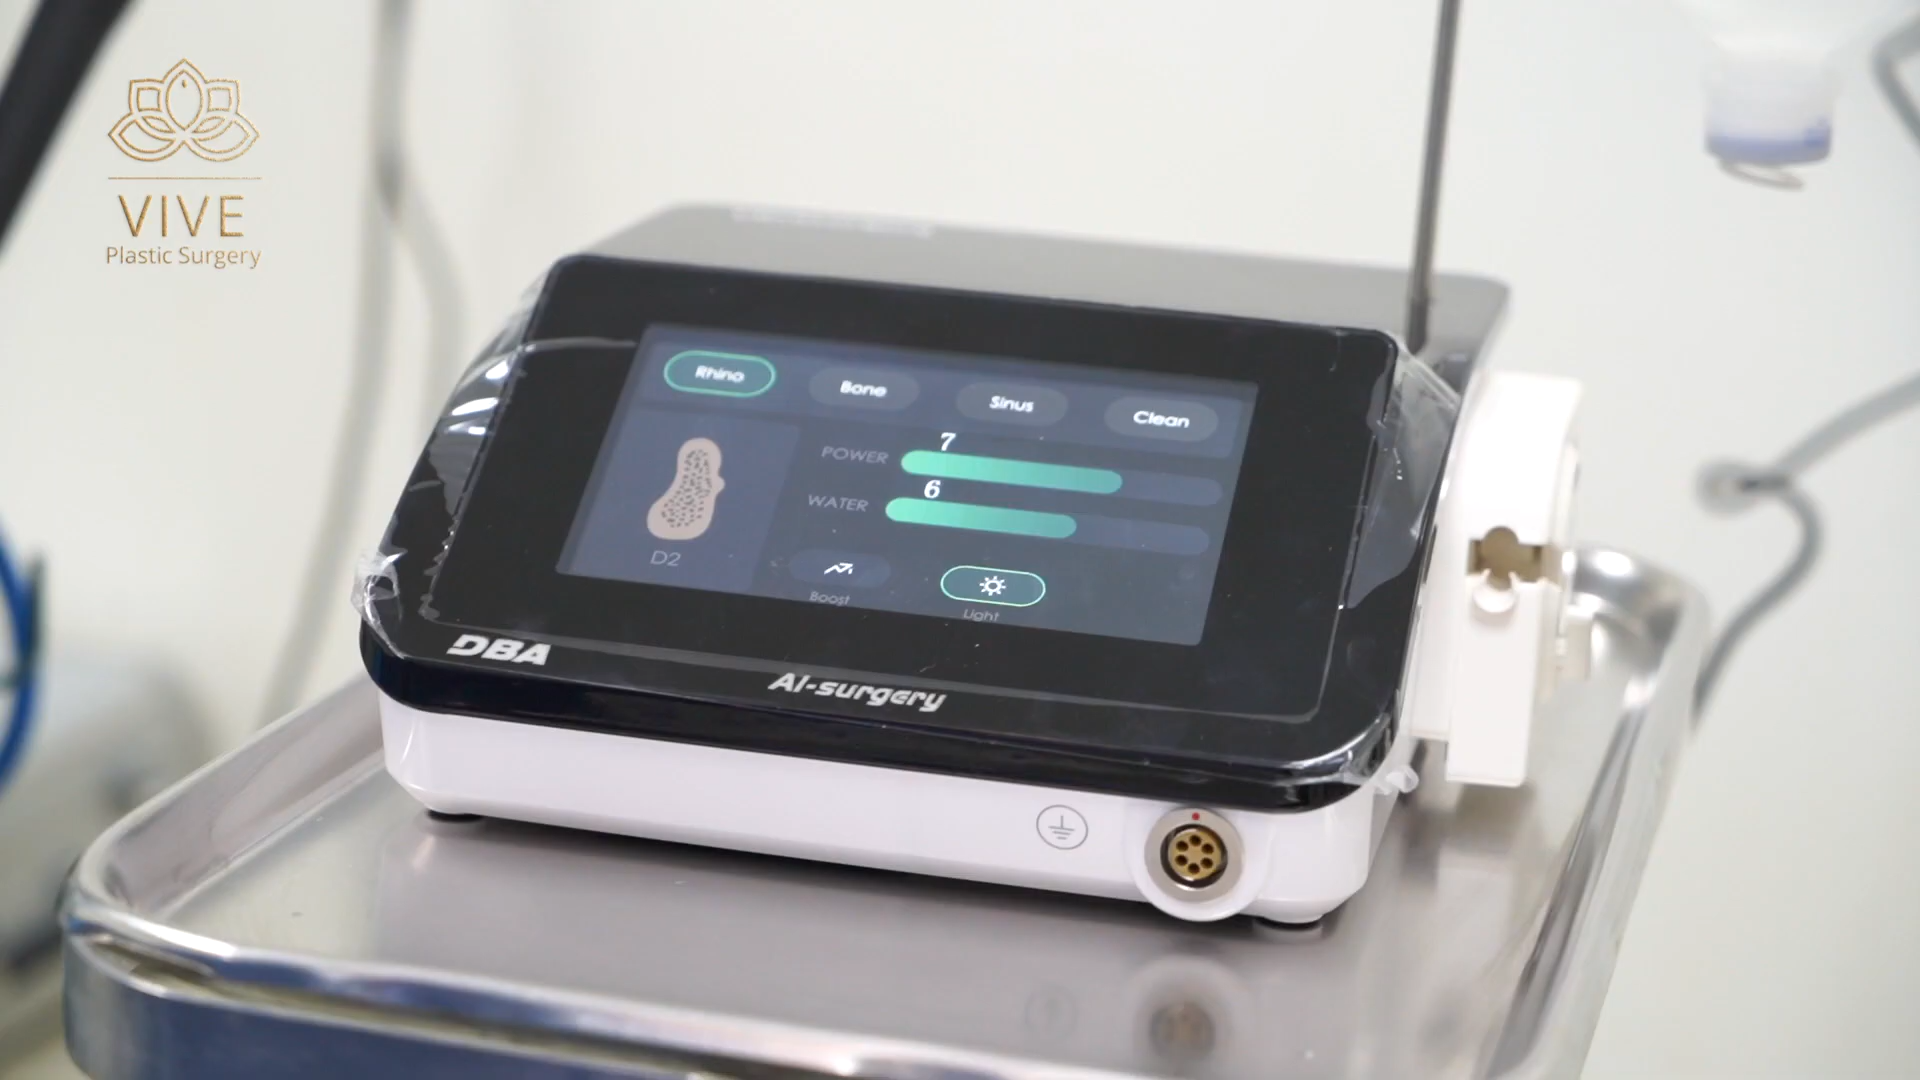 VIVE
Plastic Surgery
Rhino
Bone
Sinus
Clean
POWER
7
WATER
6
D2
Boost
Light
DBA
AI-surgery